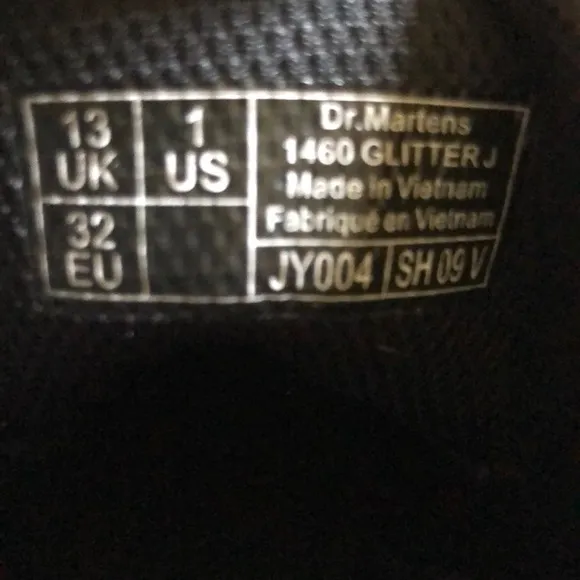 13
UK
1
US
32
EU
Dr.Martens
1460 GLITTER J
Made in Vietnam
Fabriqué en Vietnam
JY004
SH 09 V